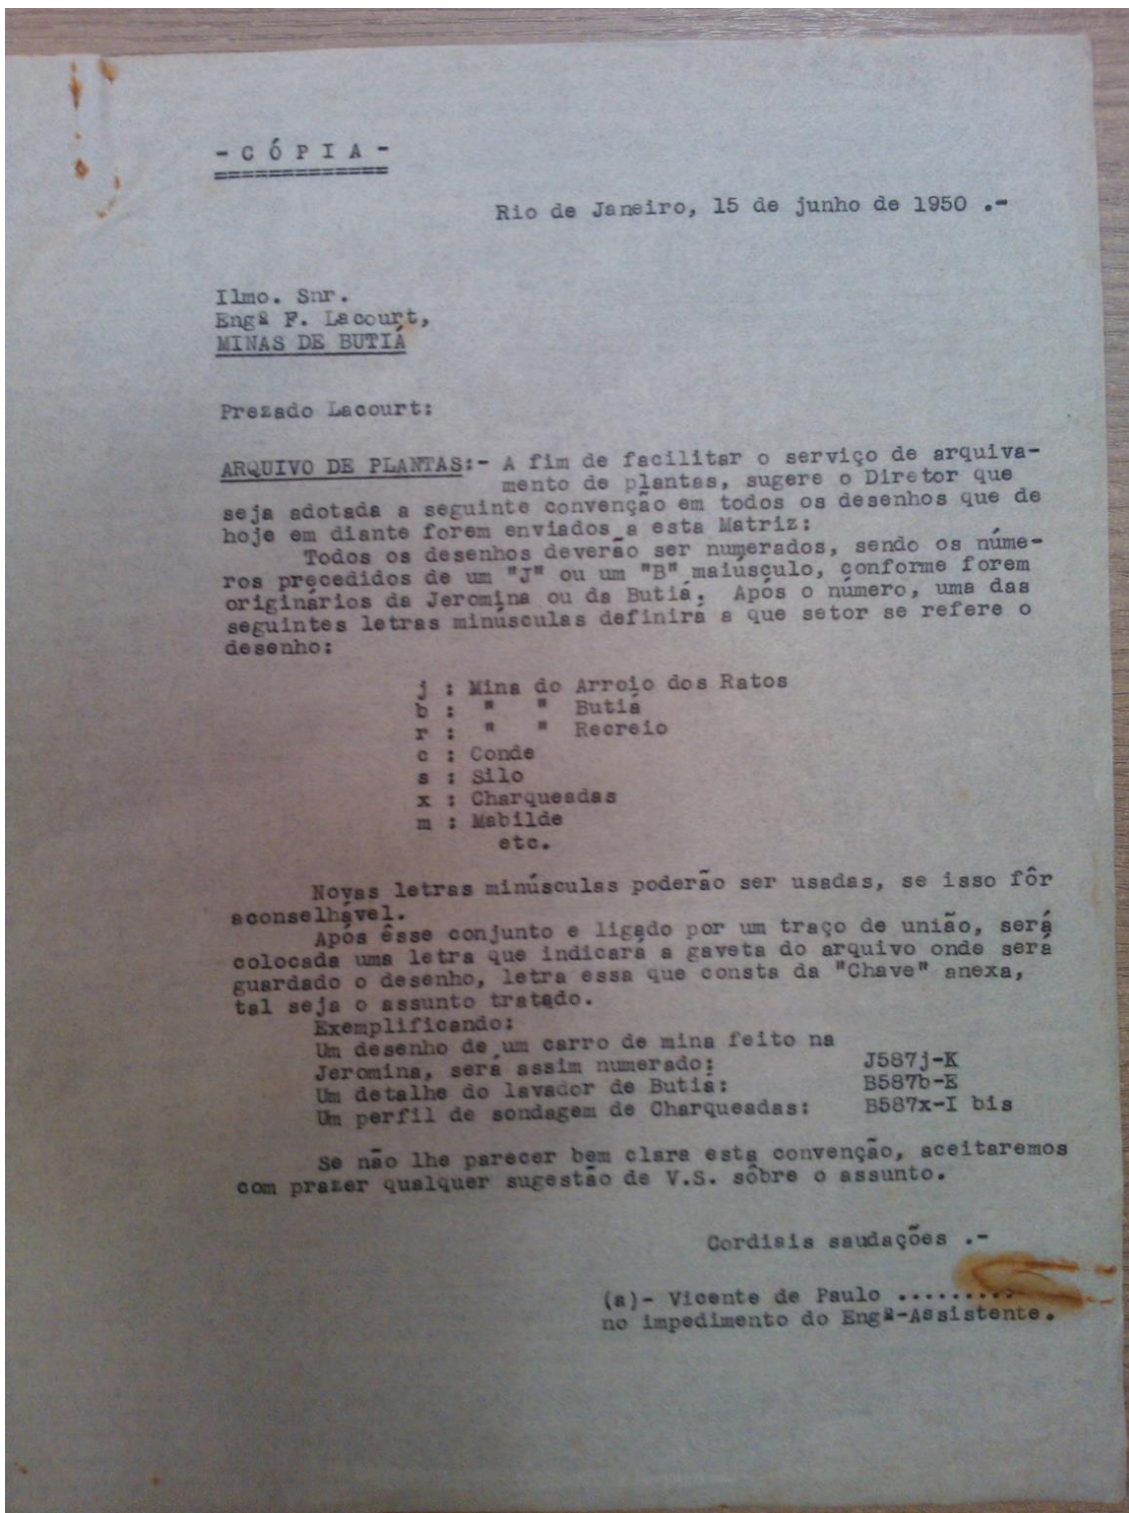 - C Ó P I A -
Rio de Janeiro, 15 de junho de 1950 .-
Ilmo. Snr.
Engº F. Lacourt,
MINAS DE BUTIÁ
Prezado Lacourt:
ARQUIVO DE PLANTAS:- A fim de facilitar o serviço de arquiva-
mento de plantas, sugere o Diretor que
seja adotada a seguinte convenção em todos os desenhos que de
hoje em diante forem enviados a esta Matriz:
Todos os desenhos deverão ser numerados, sendo os núme-
ros precedidos de um "J" ou um "B" maiúsculo, conforme forem
originários da Jeromina ou da Butiá. Após o número, uma das
seguintes letras minúsculas definirá a que setor se refere o
desenho:
j : Mina do Arroio dos Ratos
b : " " Butiá
r : " " Recreio
c : Conde
s : Silo
x : Charqueadas
m : Mabilde
etc.
Novas letras minúsculas poderão ser usadas, se isso fôr
aconselhável.
Após êsse conjunto e ligado por um traço de união, será
colocada uma letra que indicará a gaveta do arquivo onde será
guardado o desenho, letra essa que consta da "Chave" anexa,
tal seja o assunto tratado.
Exemplificando:
Um desenho de um carro de mina feito na
Jeromina, será assim numerado: J587j-K
Um detalhe do lavador de Butiá: B587b-E
Um perfil de sondagem de Charqueadas: B587x-I bis
Se não lhe parecer bem clara esta convenção, aceitaremos
com prazer qualquer sugestão de V.S. sôbre o assunto.
Cordiais saudações .-
(a)- Vicente de Paulo .........
no impedimento do Engº-Assistente.